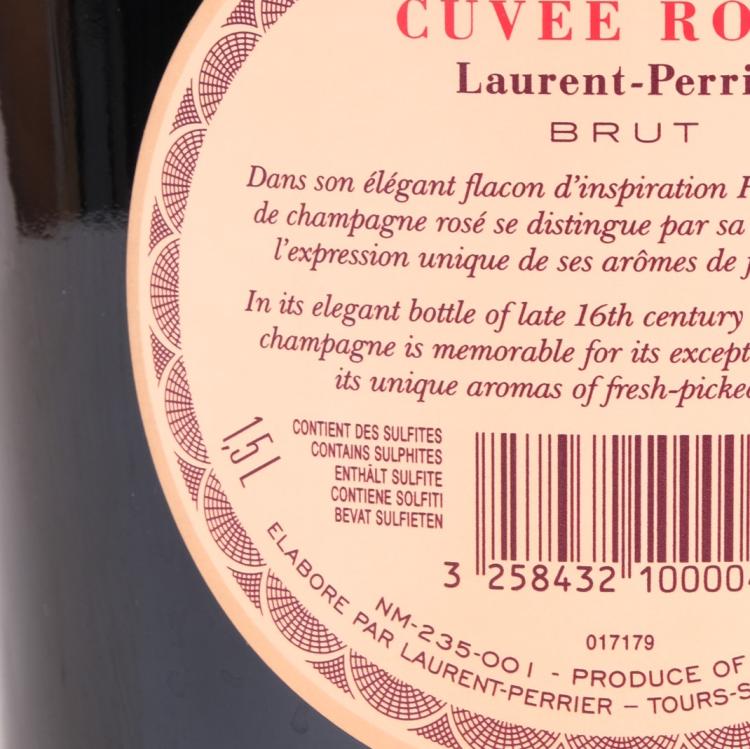 CUVÉE RO
Laurent-Perri
BRUT
Dans son élégant flacon d'inspiration
de champagne rosé se distingue par sa
l'expression unique de ses arômes de
In its elegant bottle of late 16th century
champagne is memorable for its except
its unique aromas of fresh-picked
1,5L
CONTIENT DES SULFITES
CONTAINS SULPHITES
ENTHÄLT SULFITE
CONTIENE SOLFITI
BEVAT SULFIETEN
3 258432 10000
017179
NM-235-001 - PRODUCE OF
ELABORE PAR LAURENT-PERRIER – TOURS-S